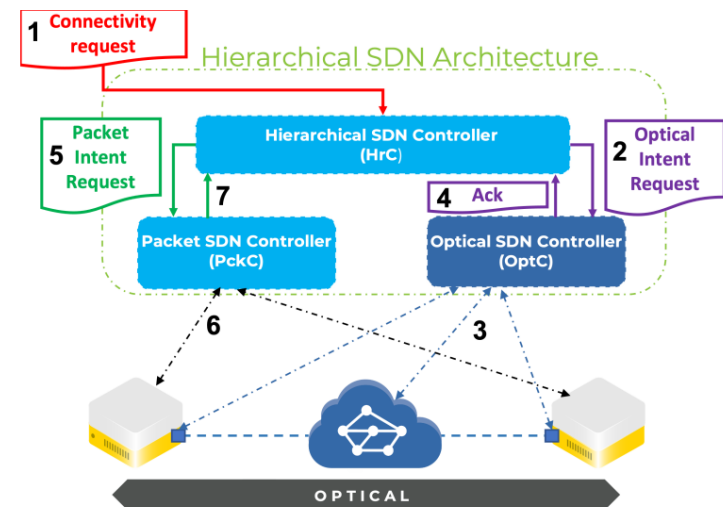 1
Connectivity
request
Hierarchical SDN Architecture
Hierarchical SDN Controller
(HrC)
5
Packet
Intent
Request
2
Optical
Intent
Request
7
4
Ack
Packet SDN Controller
(PckC)
Optical SDN Controller
(OptC)
6
3
OPTICAL